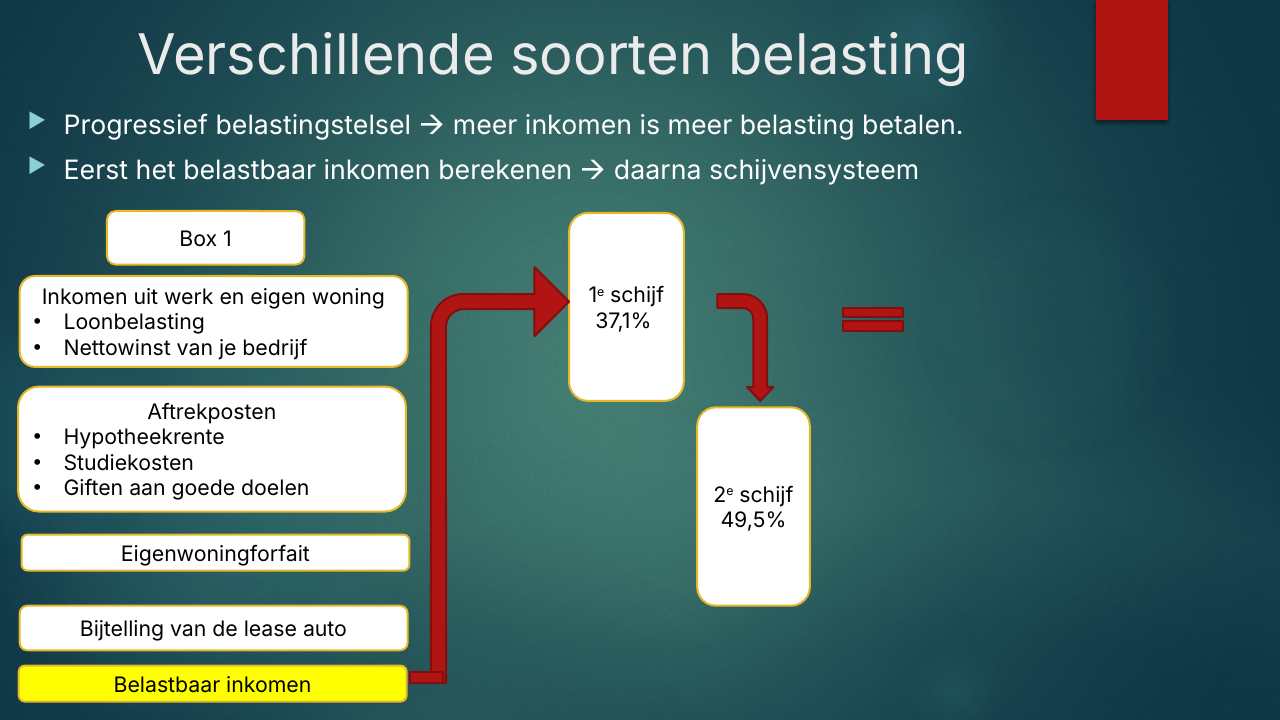 Verschillende soorten belasting
Progressief belastingstelsel → meer inkomen is meer belasting betalen.
Eerst het belastbaar inkomen berekenen → daarna schijvensysteem
Box 1
Inkomen uit werk en eigen woning
• Loonbelasting
• Nettowinst van je bedrijf
Aftrekposten
• Hypotheekrente
• Studiekosten
• Giften aan goede doelen
Eigenwoningforfait
Bijtelling van de lease auto
Belastbaar inkomen
1e schijf
37,1%
2e schijf
49,5%